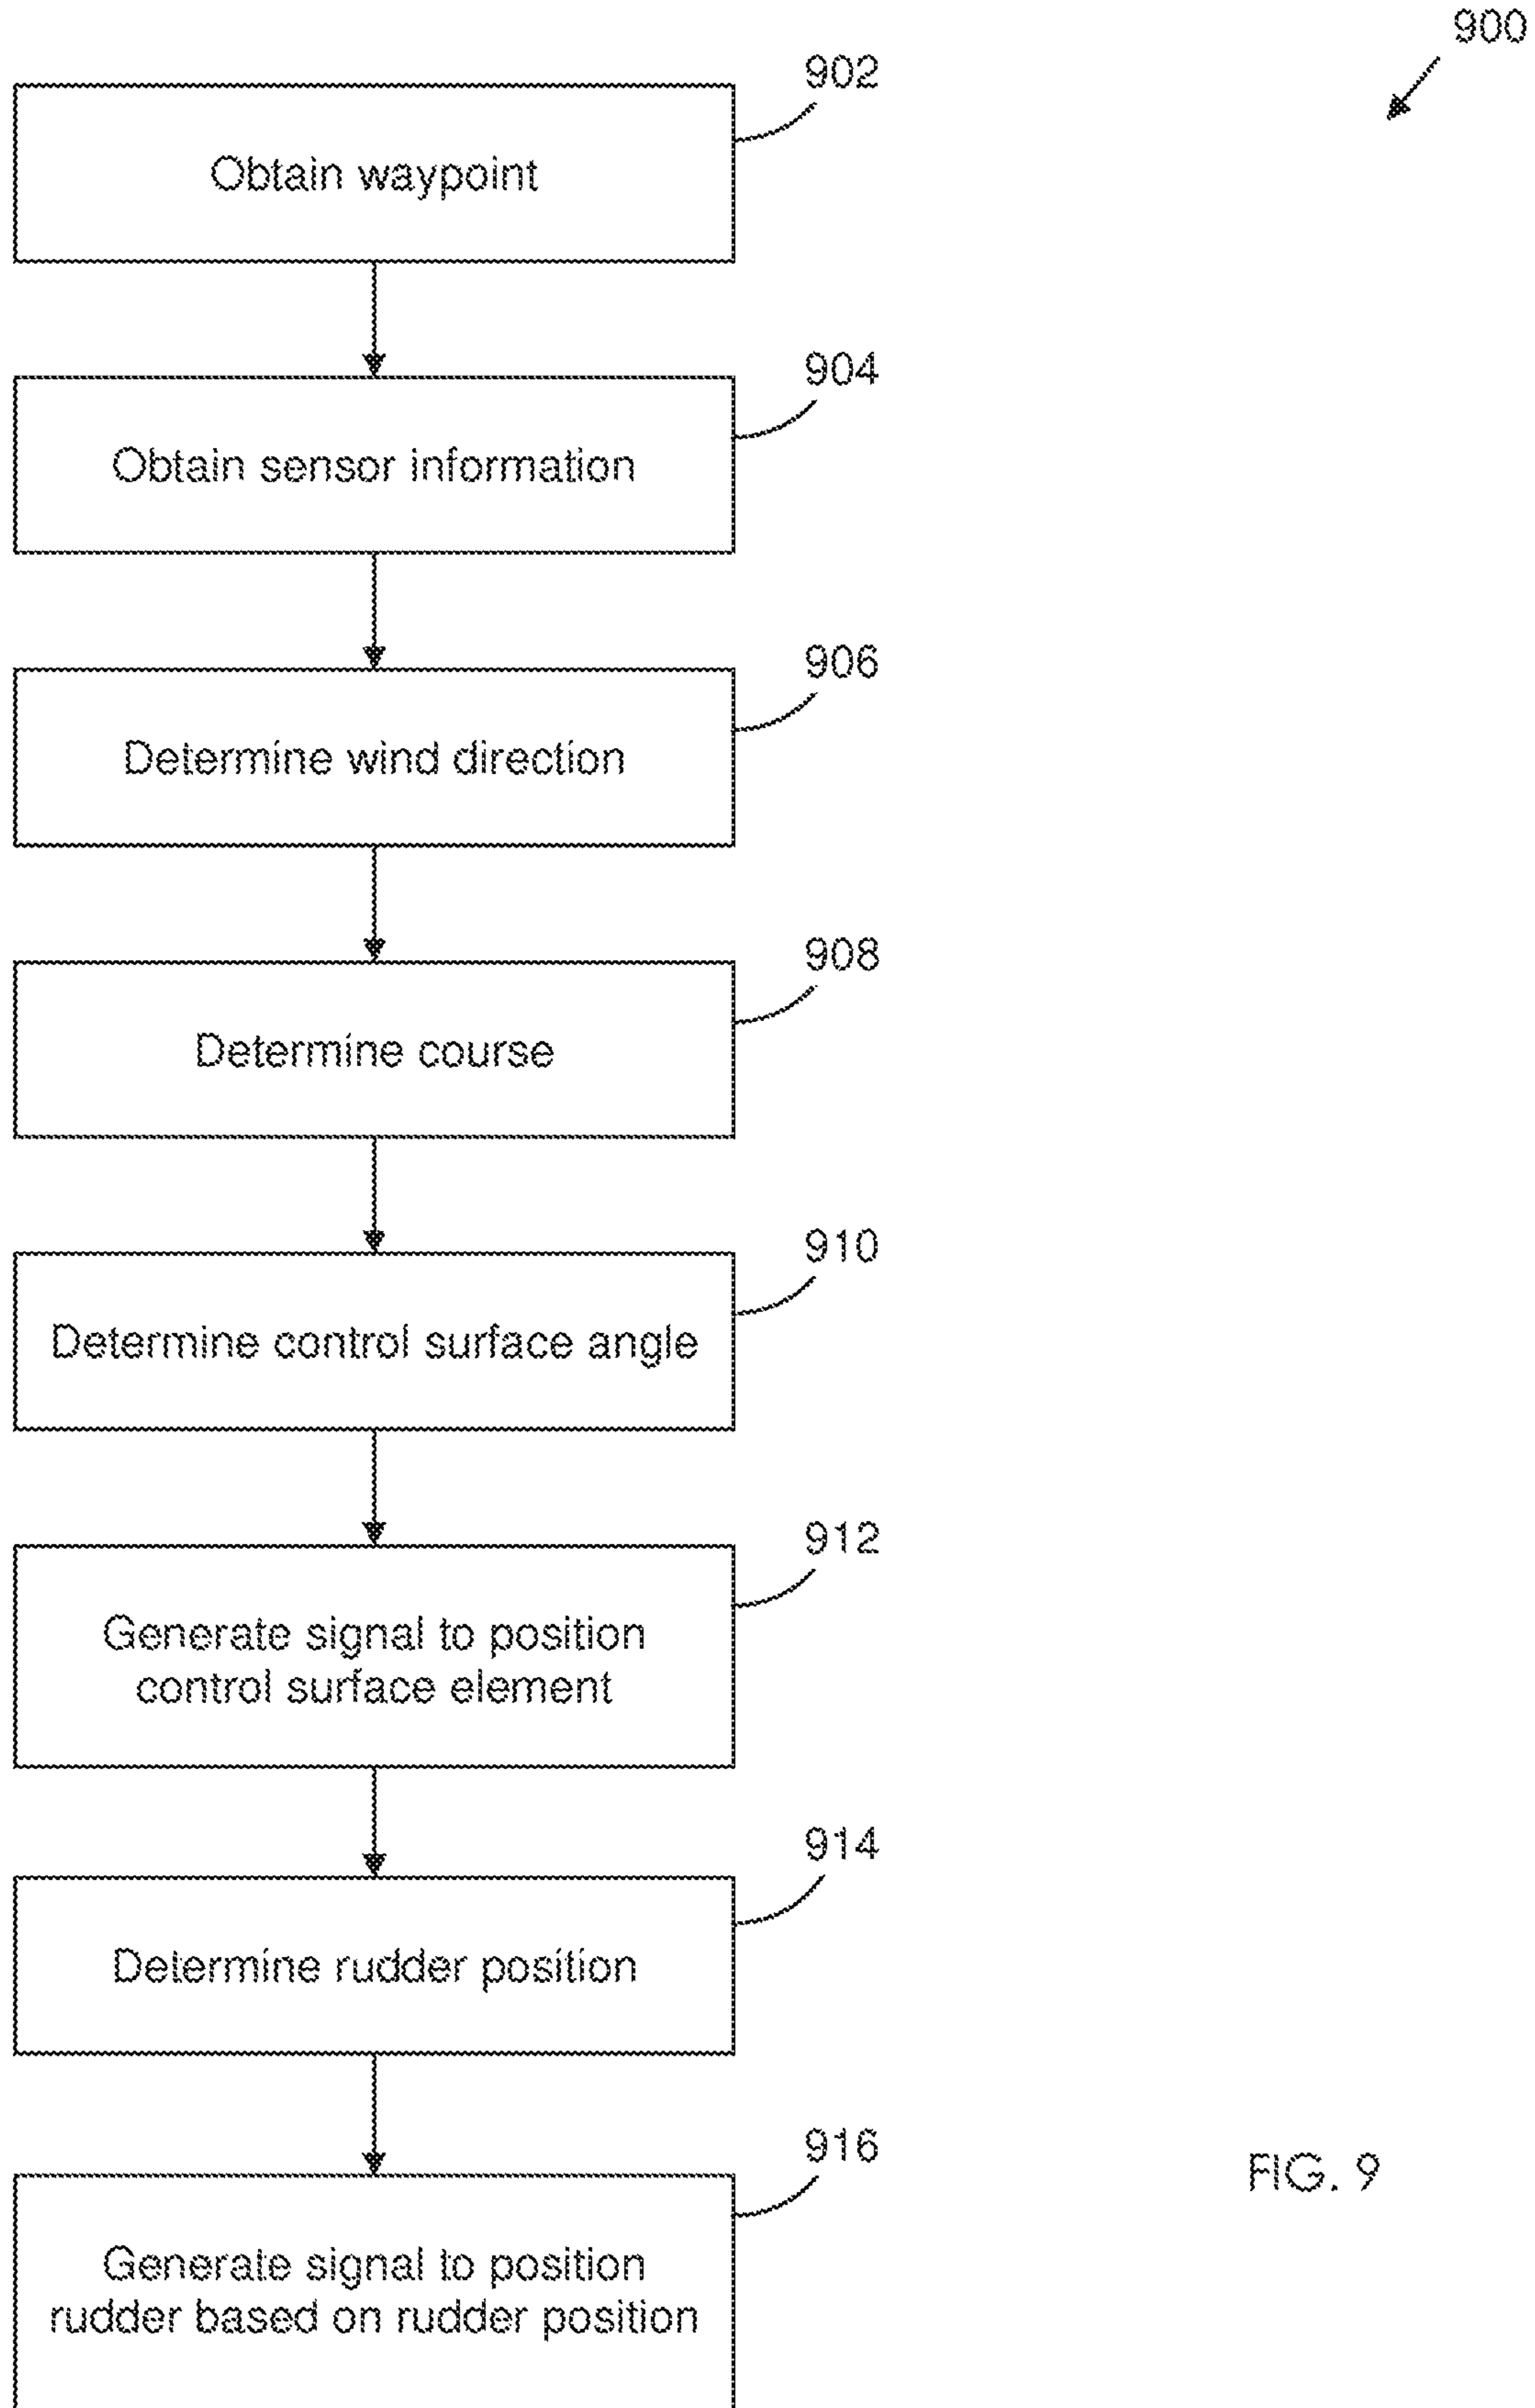 900
902
Obtain waypoint
904
Obtain sensor information
906
Determine wind direction
908
Determine course
910
Determine control surface angle
912
Generate signal to position
control surface element
914
Determine rudder position
916
Generate signal to position
rudder based on rudder position
FIG. 9